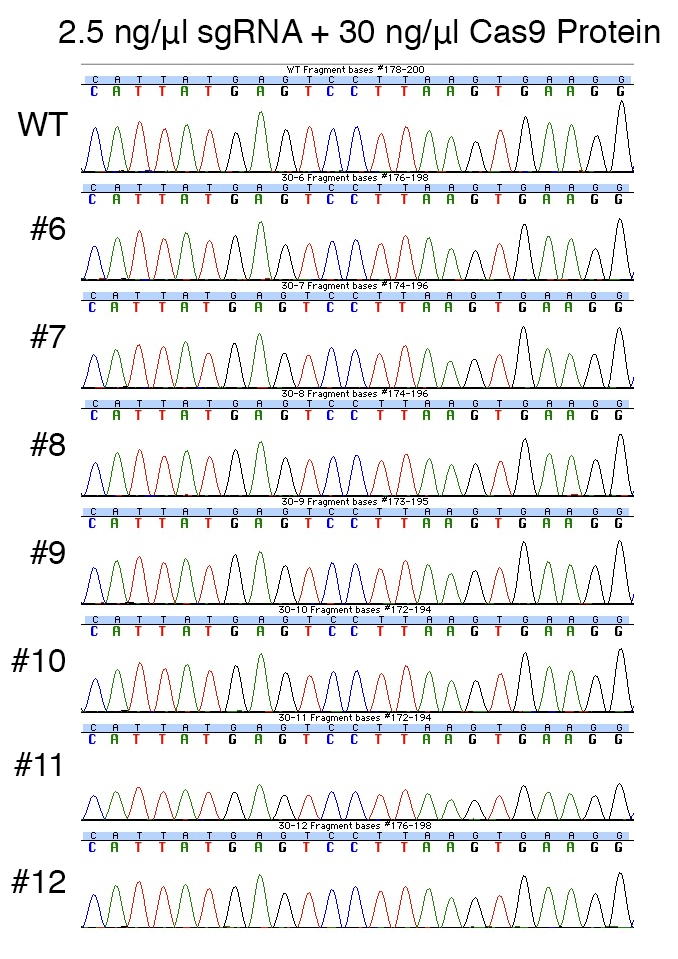 2.5 ng/µl sgRNA + 30 ng/µl Cas9 Protein
WT Fragment bases #178-200
C A T T A T G A G T C C T T A A G T G A A G G
C A T T A T G A G T C C T T A A G T G A A G G
WT
30-6 Fragment bases #176-198
C A T T A T G A G T C C T T A A G T G A A G G
C A T T A T G A G T C C T T A A G T G A A G G
#6
30-7 Fragment bases #174-196
C A T T A T G A G T C C T T A A G T G A A G G
C A T T A T G A G T C C T T A A G T G A A G G
#7
30-8 Fragment bases #174-196
C A T T A T G A G T C C T T A A G T G A A G G
C A T T A T G A G T C C T T A A G T G A A G G
#8
30-9 Fragment bases #173-195
C A T T A T G A G T C C T T A A G T G A A G G
C A T T A T G A G T C C T T A A G T G A A G G
#9
30-10 Fragment bases #172-194
C A T T A T G A G T C C T T A A G T G A A G G
C A T T A T G A G T C C T T A A G T G A A G G
#10
30-11 Fragment bases #172-194
C A T T A T G A G T C C T T A A G T G A A G G
C A T T A T G A G T C C T T A A G T G A A G G
#11
30-12 Fragment bases #176-198
C A T T A T G A G T C C T T A A G T G A A G G
C A T T A T G A G T C C T T A A G T G A A G G
#12